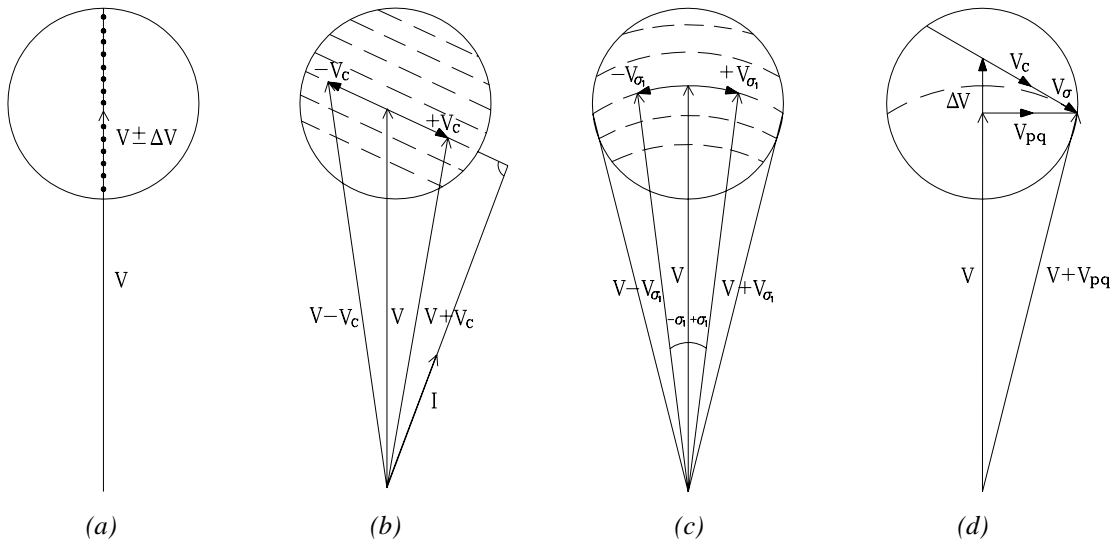 V±ΔV
V
(a)
−Vc
+Vc
V−Vc
V
V+Vc
I
(b)
−Vσ1
+Vσ1
V−Vσ1
V
V+Vσ1
−σ1
+σ1
(c)
Vc
Vσ
ΔV
Vpq
V
V+Vpq
(d)